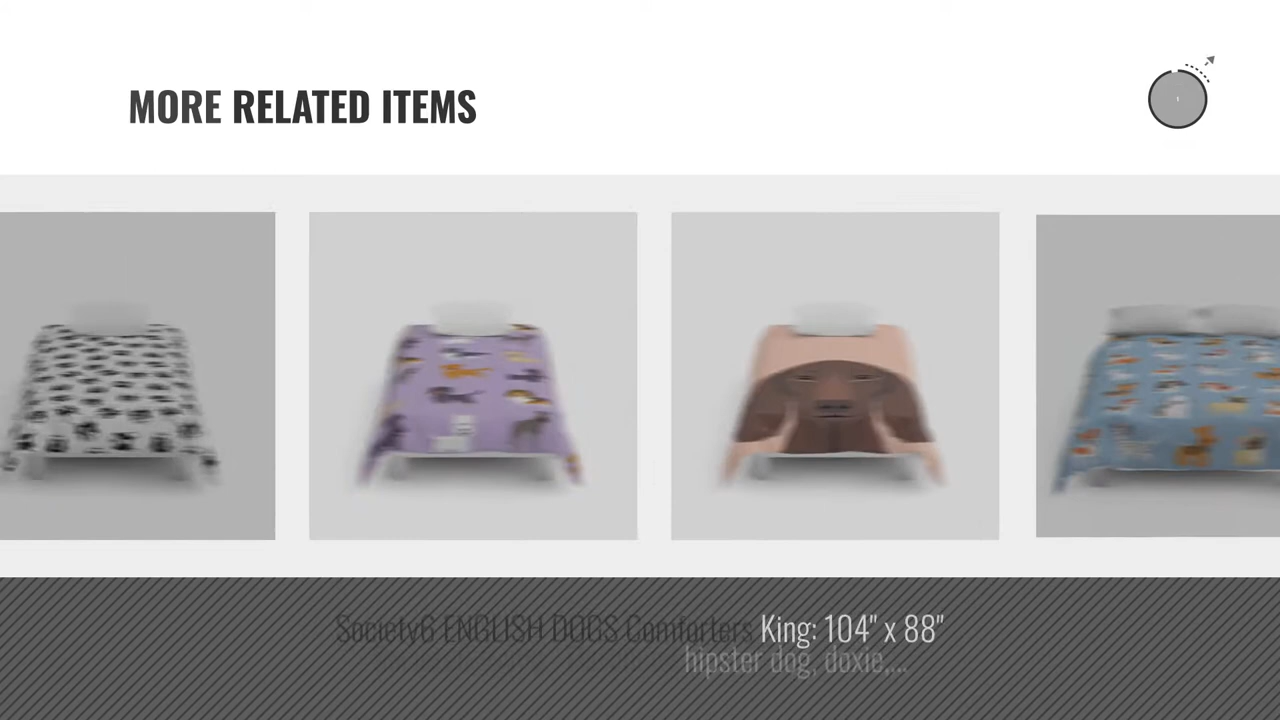 MORE RELATED ITEMS
Society6 ENGLISH DOGS Comforters King: 104" x 88"
hipster dog, doxie,...